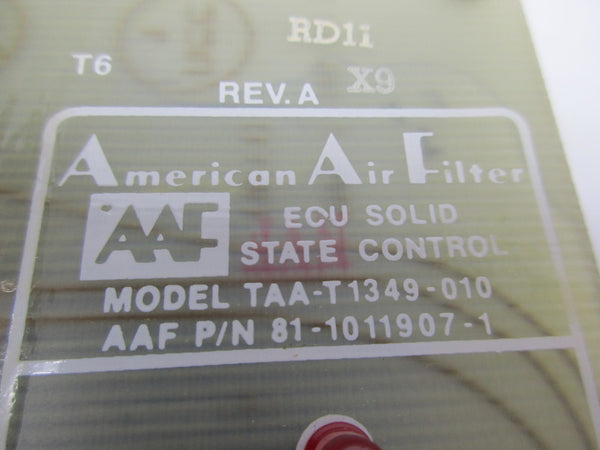 RD1i
T6
REV. A X9
American Air Filter
AAF ECU SOLID
STATE CONTROL
MODEL TAA-T1349-010
AAF P/N 81-1011907-1